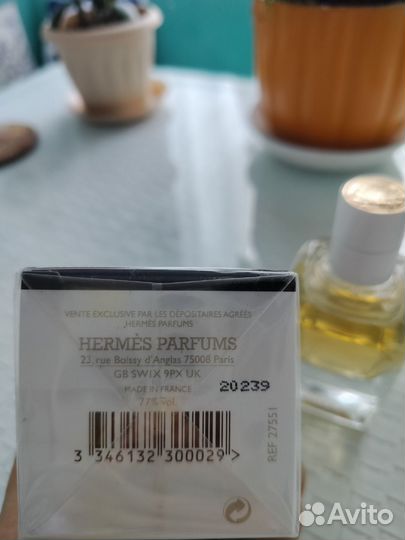 VENTE EXCLUSIVE PAR LES DÉPOSITAIRES AGRÉÉS
HERMÈS PARFUMS
HERMÈS PARFUMS
23, rue Boissy d'Anglas 75008 Paris
GB SW1X 9PX UK
MADE IN FRANCE
20239
77% Vol.
REF 27551
3 346132 300029 >
Avito